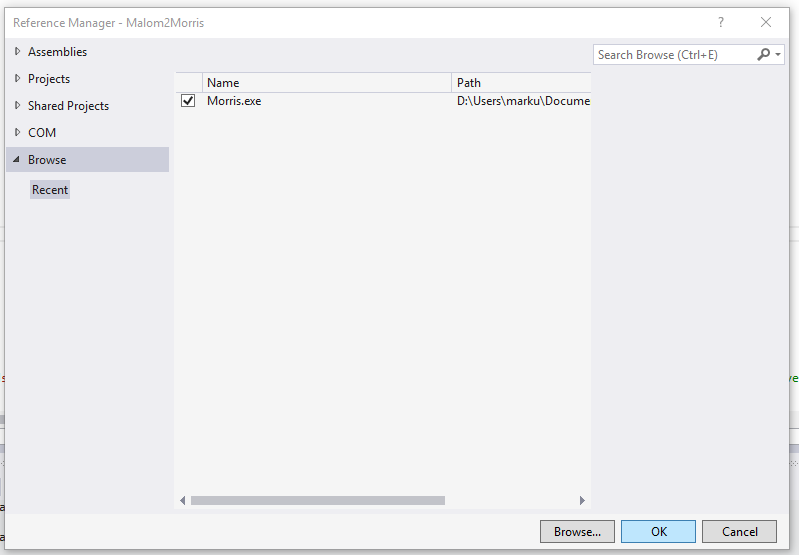 Reference Manager - Malom2Morris
?
Assemblies
Search Browse (Ctrl+E)
Projects
Name Path
Shared Projects
Morris.exe D:\Users\marku\Docume
COM
Browse
Recent
Browse... OK Cancel